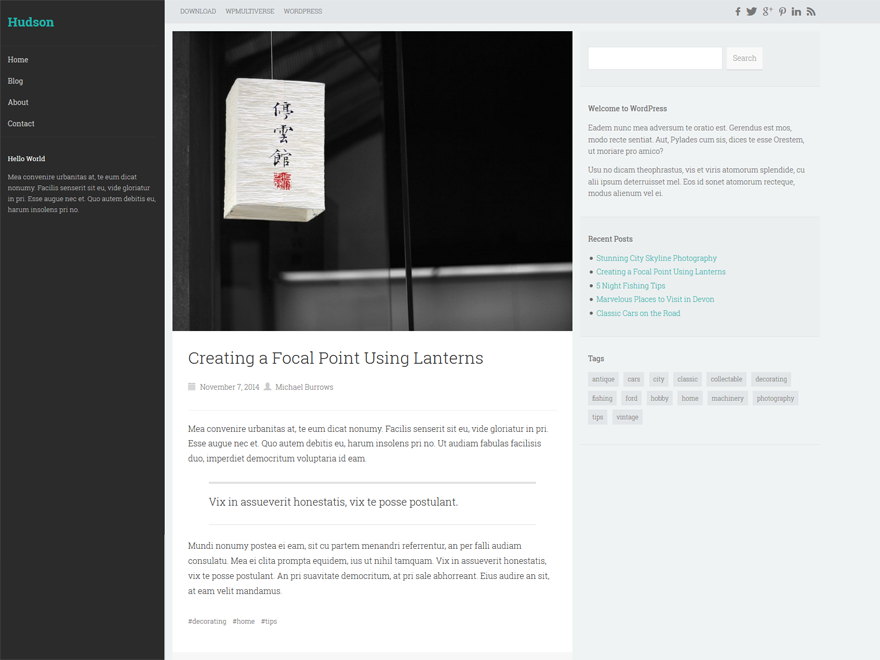 Hudson
Home
Blog
About
Contact
Hello World
Mea convenire urbanitas at, te eum dicat
nonumy. Facilis senserit sit eu, vide gloriatur
in pri. Esse augue nec et. Quo autem debitis eu,
harum insolens pri no.
DOWNLOAD WPMULTIVERSE WORDPRESS
停
雲
館
Creating a Focal Point Using Lanterns
November 7, 2014 Michael Burrows
Mea convenire urbanitas at, te eum dicat nonumy. Facilis senserit sit eu, vide gloriatur in pri.
Esse augue nec et. Quo autem debitis eu, harum insolens pri no. Ut audiam fabulas facilisis
duo, imperdiet democritum voluptaria id eam.
Vix in assueverit honestatis, vix te posse postulant.
Mundi nonumy postea ei eam, sit cu partem menandri referrentur, an per falli audiam
consulatu. Mea ei clita prompta equidem, ius ut nihil tamquam. Vix in assueverit honestatis,
vix te posse postulant. An pri suavitate democritum, at pri sale abhorreant. Eius audire an sit,
at eam velit mandamus.
#decorating #home #tips
Search
Welcome to WordPress
Eadem nunc mea adversum te oratio est. Gerendus est mos,
modo recte sentiat. Aut, Pylades cum sis, dices te esse Orestem,
ut moriare pro amico?
Usu no dicam theophrastus, vis et viris atomorum splendide, cu
alii ipsum deterruisset mel. Eos id sonet atomorum recteque,
modus alienum vel ei.
Recent Posts
Stunning City Skyline Photography
Creating a Focal Point Using Lanterns
5 Night Fishing Tips
Marvelous Places to Visit in Devon
Classic Cars on the Road
Tags
antique cars city classic collectable decorating
fishing ford hobby home machinery photography
tips vintage